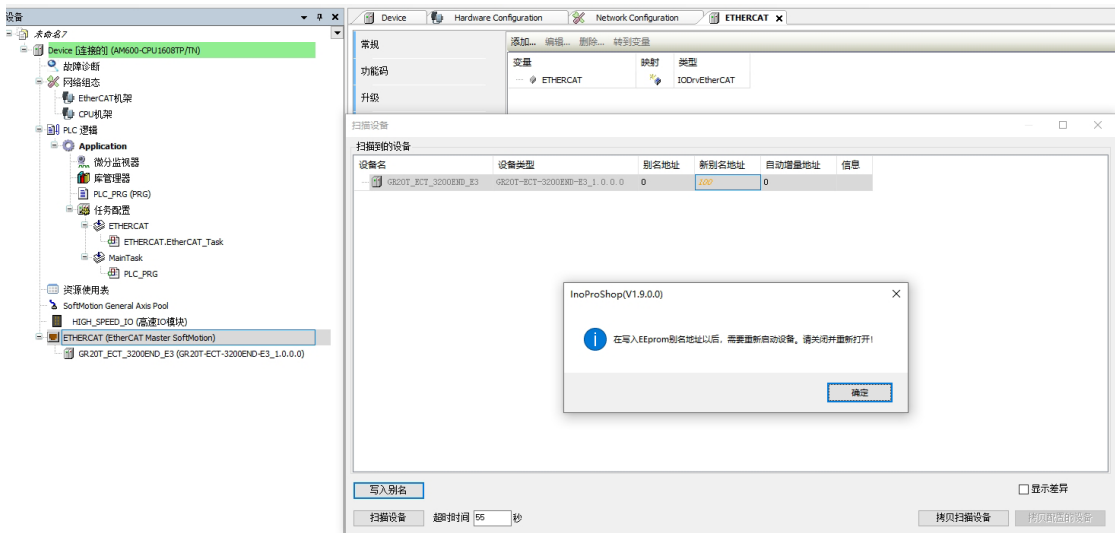 设备
Device
Hardware Configuration
Network Configuration
ETHERCAT
未命名7
Device [连接的] (AM600-CPU1608TP/TN)
故障诊断
网络组态
EtherCAT机架
CPU机架
PLC 逻辑
Application
微分监视器
库管理器
PLC_PRG (PRG)
任务配置
ETHERCAT
ETHERCAT.EtherCAT_Task
MainTask
PLC_PRG
资源使用表
SoftMotion General Axis Pool
HIGH_SPEED_IO (高速IO模块)
ETHERCAT (EtherCAT Master SoftMotion)
GR20T_ECT_3200END_E3 (GR20T-ECT-3200END-E3_1.0.0.0)
常规
功能码
升级
添加... 编辑... 删除... 转到变量
变量 映射 类型
ETHERCAT IODrvEtherCAT
扫描设备
扫描到的设备
设备名 设备类型 别名地址 新别名地址 自动增量地址 信息
GR20T_ECT_3200END_E3 GR20T-ECT-3200END-E3_1.0.0.0 0 100 0
InoProShop(V1.9.0.0)
在写入EEprom别名地址以后，需要重新启动设备。请关闭并重新打开!
确定
写入别名
显示差异
扫描设备 超时时间 55 秒
拷贝扫描设备 拷贝配置的设备